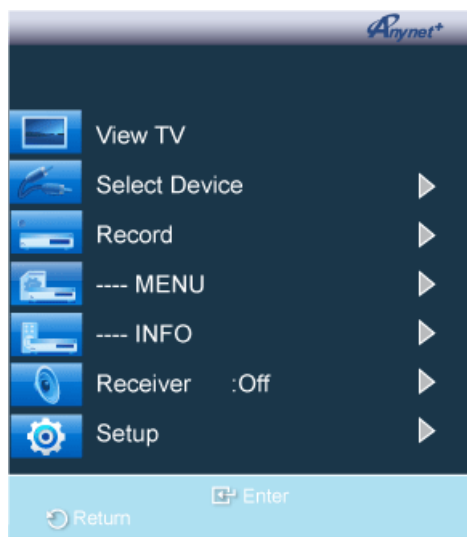 Anynet+
View TV
Select Device
Record
---- MENU
---- INFO
Receiver :Off
Setup
Enter
Return